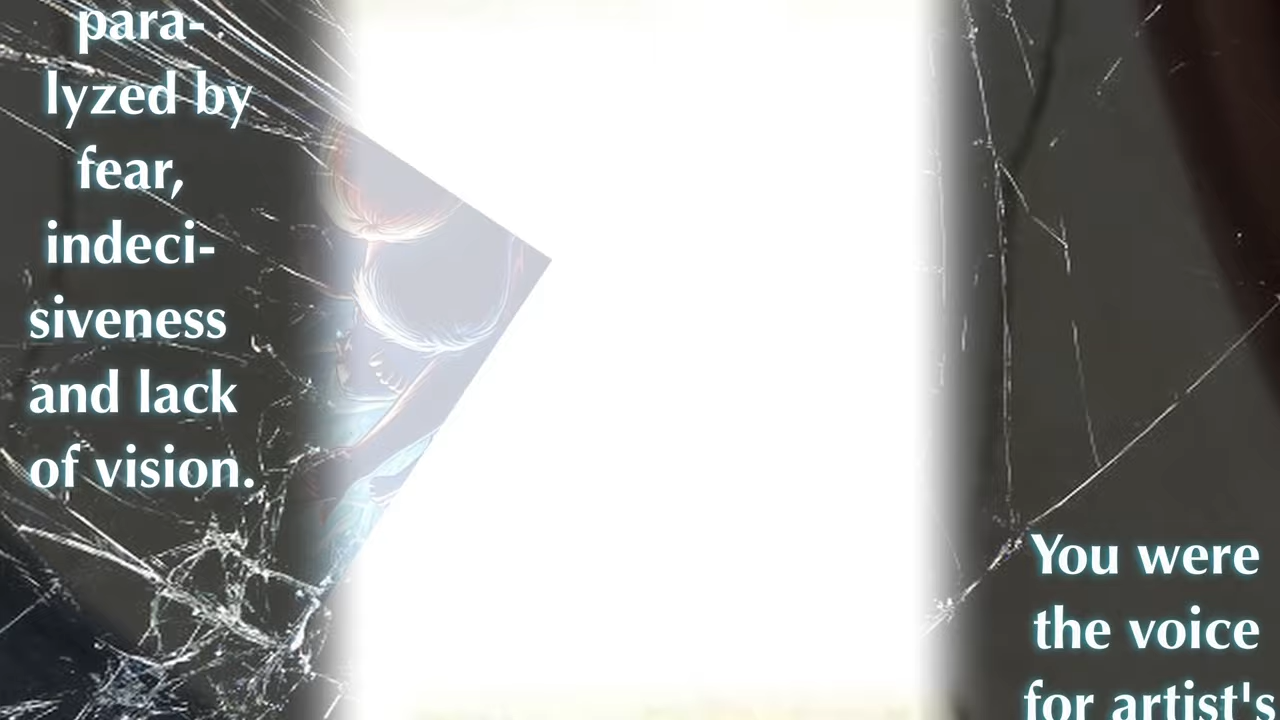 para-
lyzed by
fear,
indeci-
siveness
and lack
of vision.
You were
the voice
for artist's